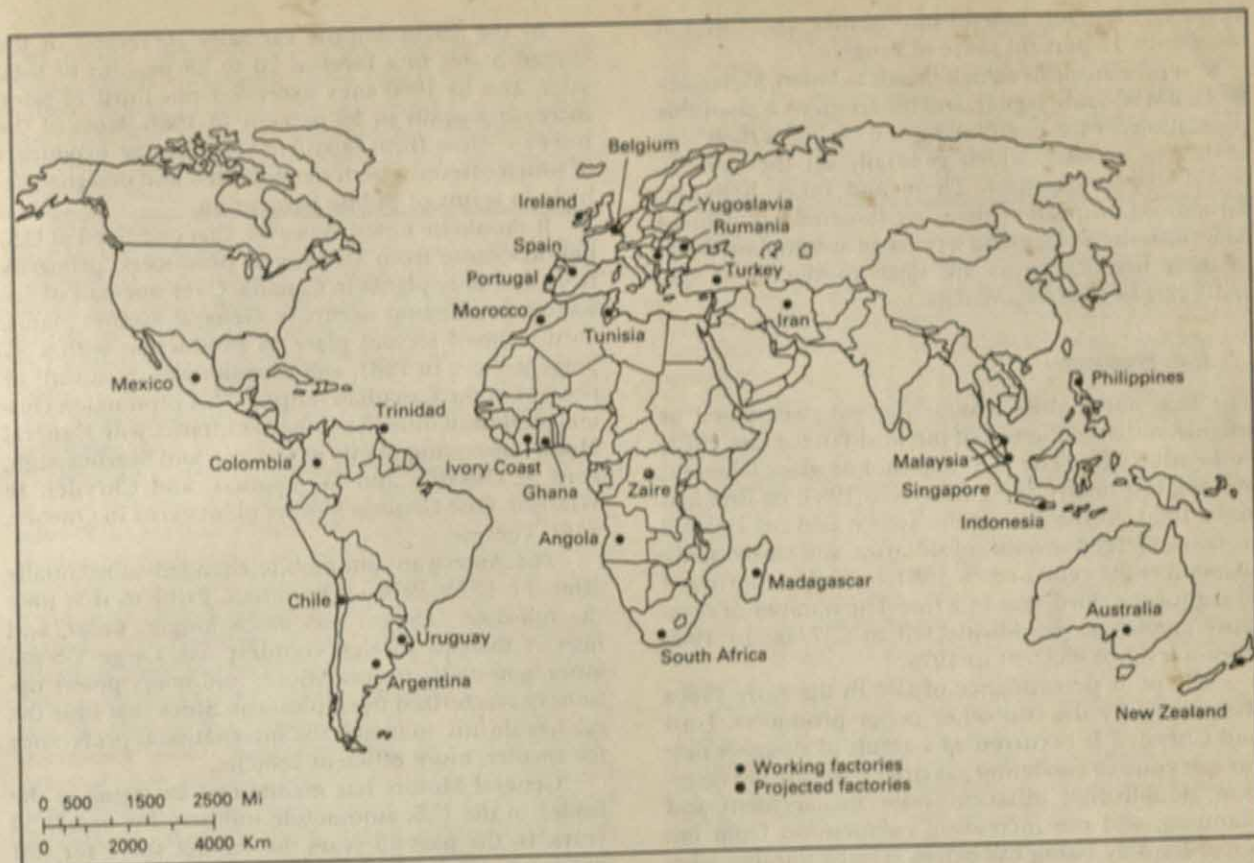 Belgium
Ireland
Yugoslavia
Rumania
Spain
Portugal
Turkey
Morocco
Tunisia
Iran
Mexico
Philippines
Trinidad
Colombia
Ivory Coast
Ghana
Zaire
Malaysia
Singapore
Indonesia
Angola
Madagascar
Chile
Uruguay
Australia
South Africa
Argentina
New Zealand
Working factories
Projected factories
0 500 1500 2500 Mi
0 2000 4000 Km